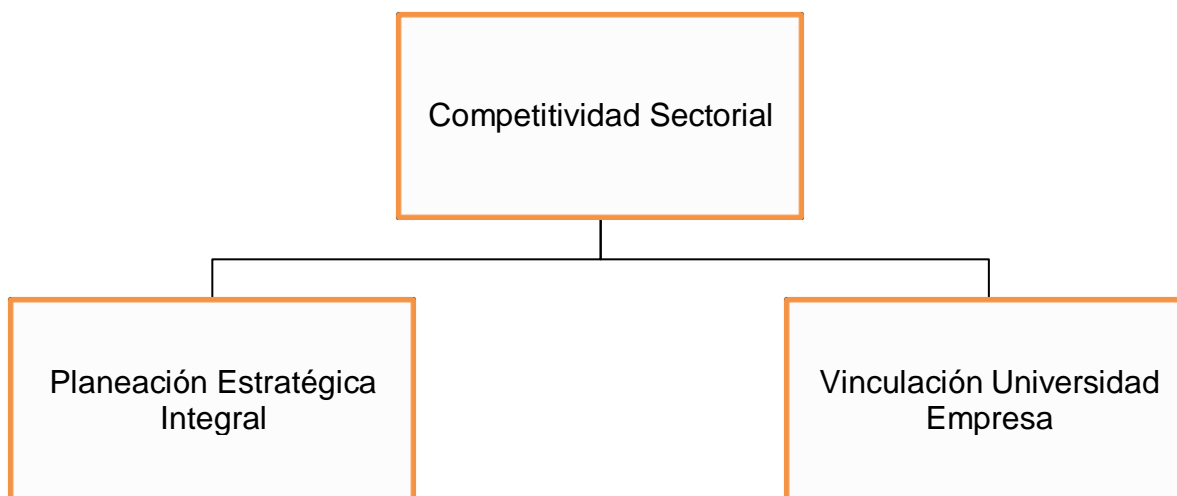 Competitividad Sectorial
Planeación Estratégica
Integral
Vinculación Universidad
Empresa